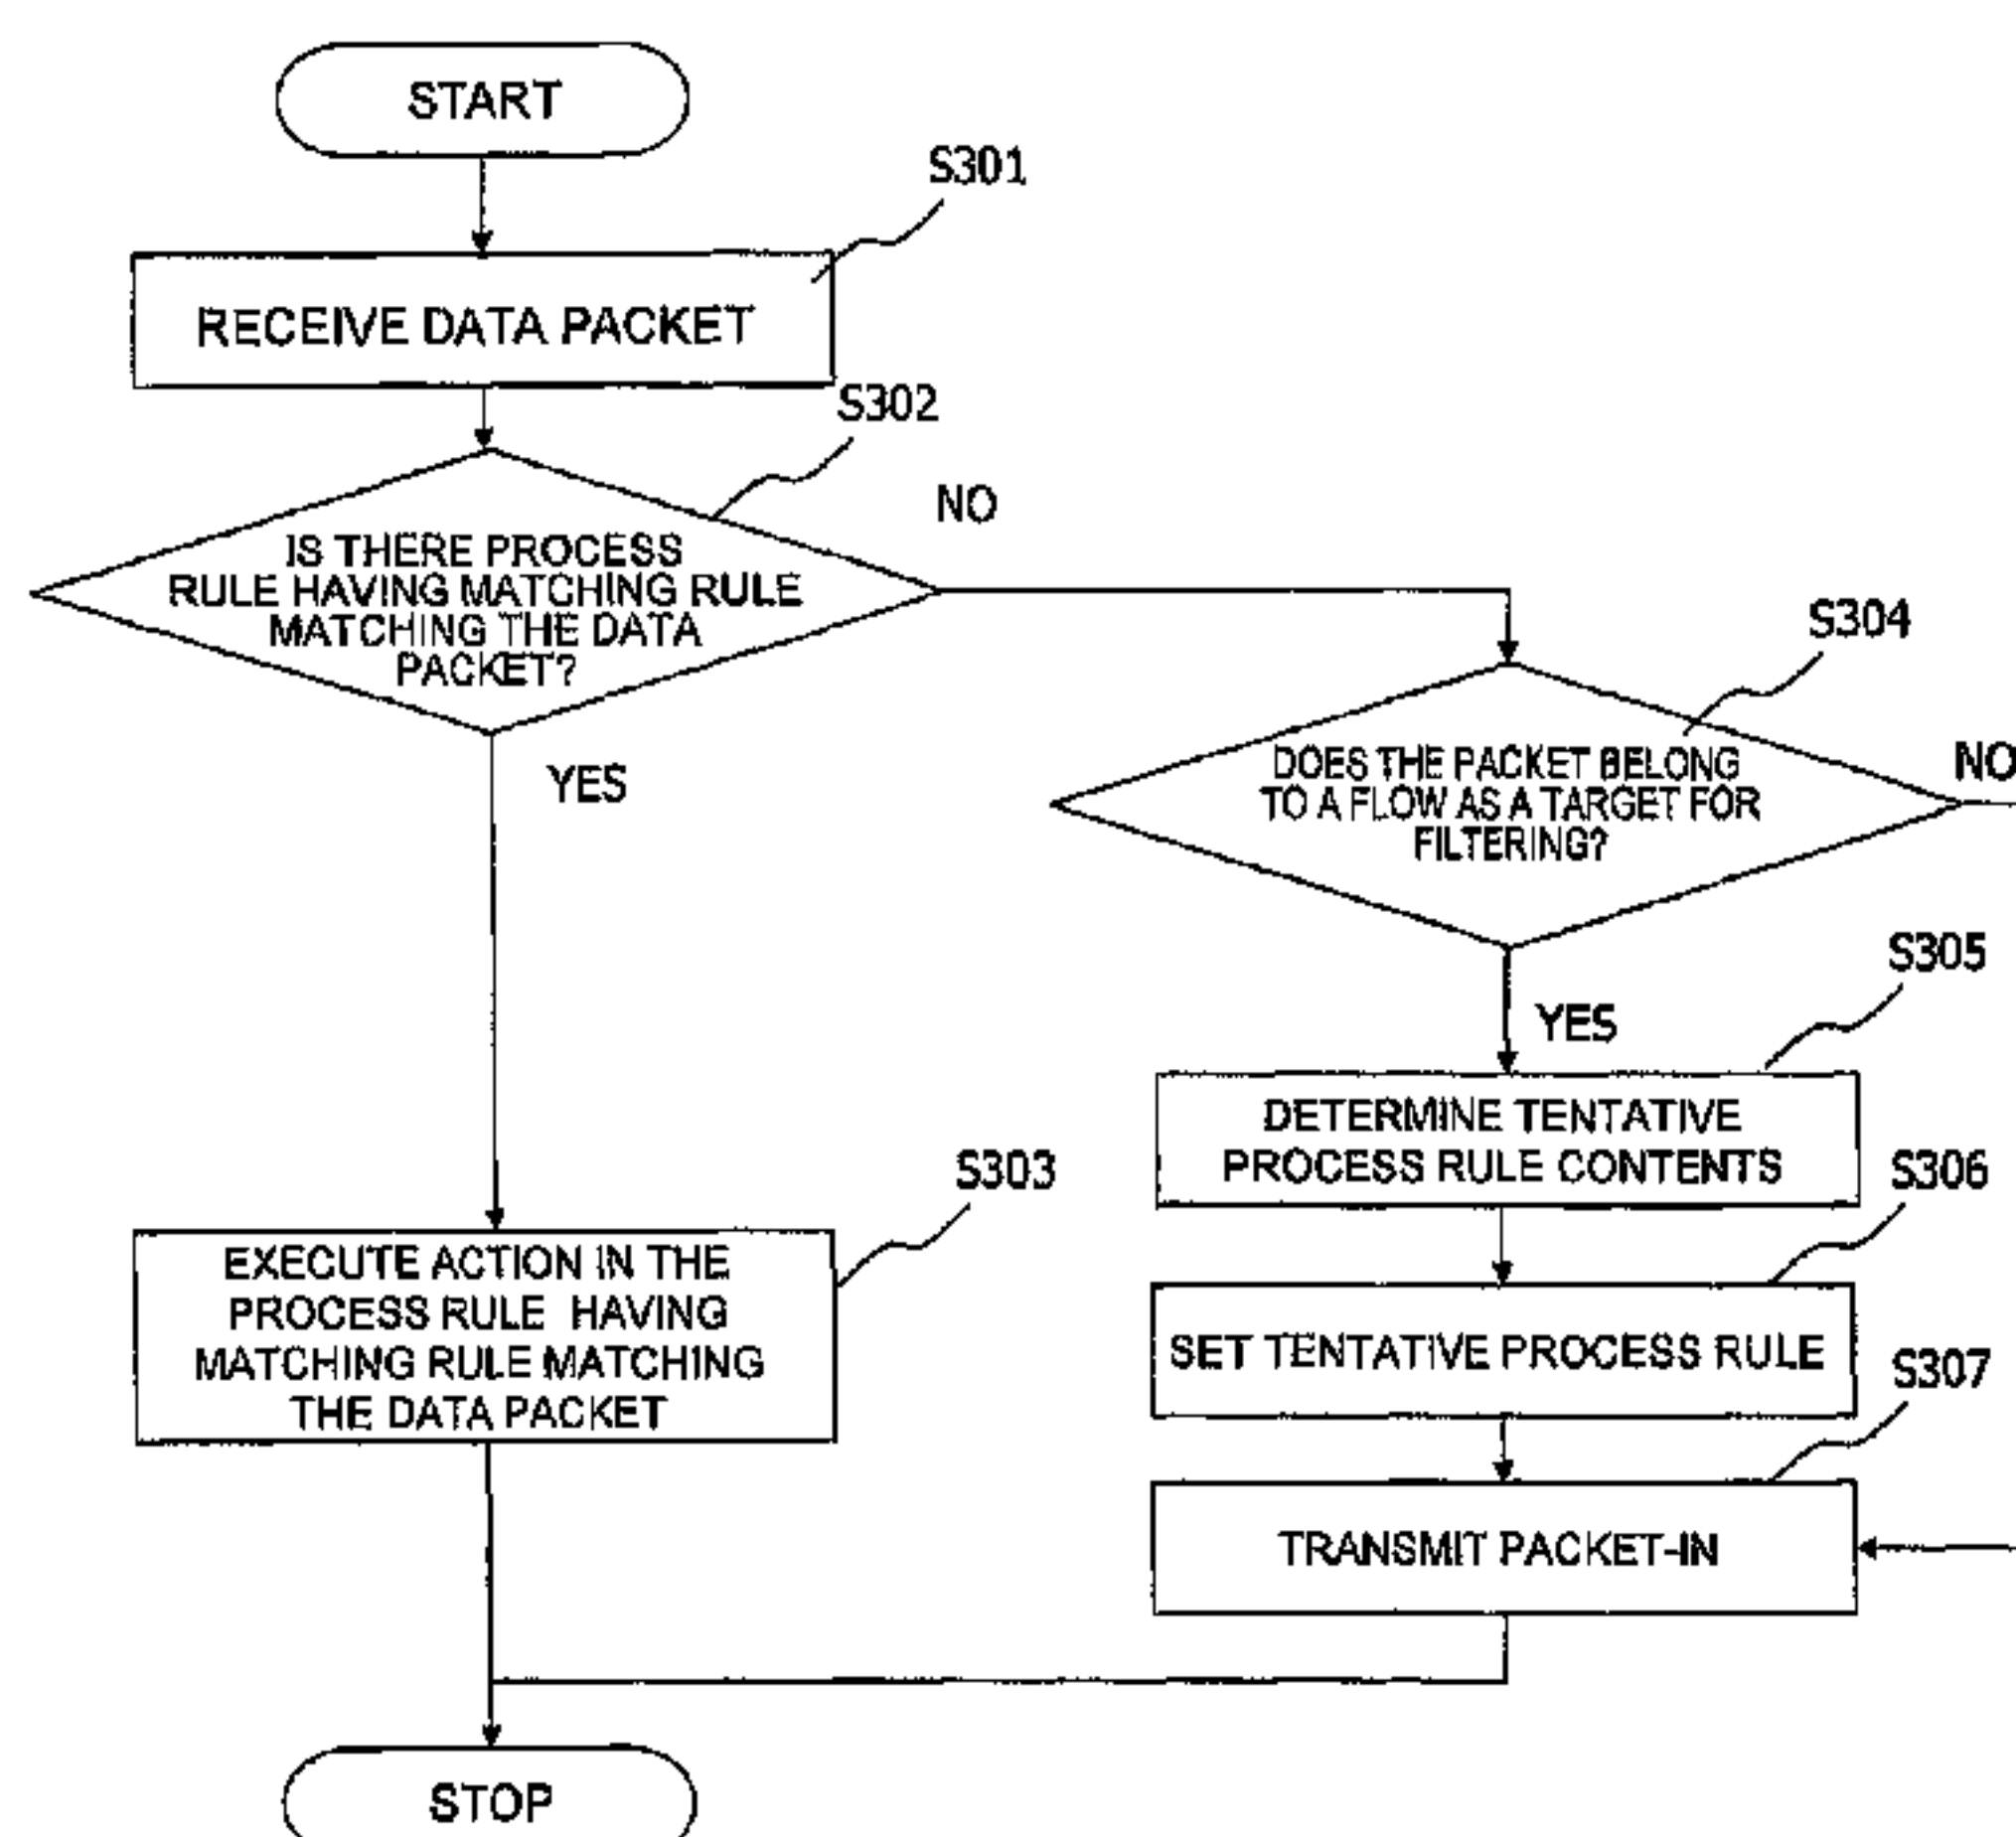 START
S301
RECEIVE DATA PACKET
S302
NO
IS THERE PROCESS
RULE HAVING MATCHING RULE
MATCHING THE DATA
PACKET?
YES
S304
NO
DOES THE PACKET BELONG
TO A FLOW AS A TARGET FOR
FILTERING?
YES
S305
DETERMINE TENTATIVE
PROCESS RULE CONTENTS
S303
EXECUTE ACTION IN THE
PROCESS RULE HAVING
MATCHING RULE MATCHING
THE DATA PACKET
S306
SET TENTATIVE PROCESS RULE
S307
TRANSMIT PACKET-IN
STOP